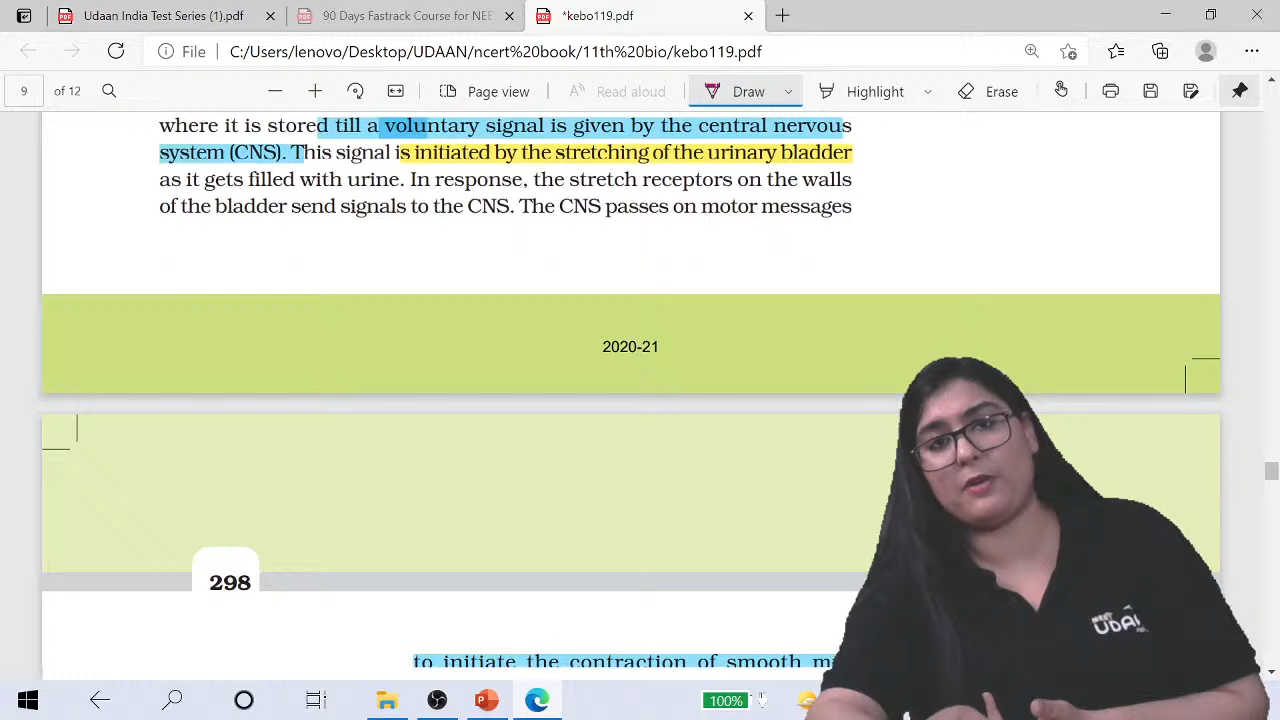 Udaan India Test Series (1).pdf
90 Days Fastrack Course for NEE
*kebo119.pdf
File
C:/Users/lenovo/Desktop/UDAAN/ncert%20book/11th%20bio/kebo119.pdf
9 of 12
Page view
Read aloud
Draw
Highlight
Erase
where it is stored till a voluntary signal is given by the central nervous
system (CNS). This signal is initiated by the stretching of the urinary bladder
as it gets filled with urine. In response, the stretch receptors on the walls
of the bladder send signals to the CNS. The CNS passes on motor messages
2020-21
298
UDAA
to initiate the contraction of smooth m
100%